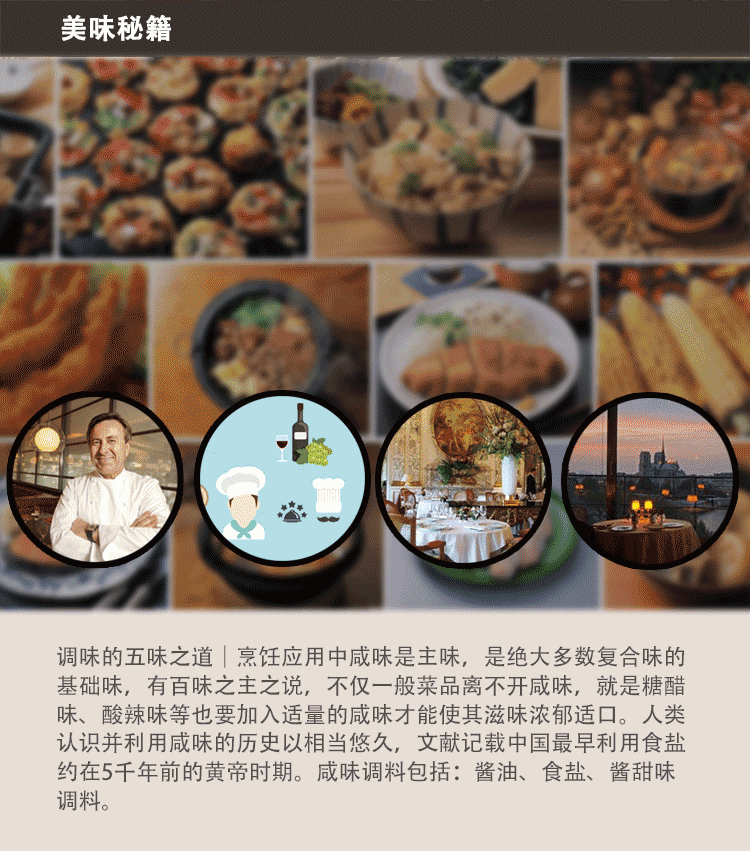 美味秘籍
调味的五味之道｜烹饪应用中咸味是主味，是绝大多数复合味的
基础味，有百味之主之说，不仅一般菜品离不开咸味，就是糖醋
味、酸辣味等也要加入适量的咸味才能使其滋味浓郁适口。人类
认识并利用咸味的历史以相当悠久，文献记载中国最早利用食盐
约在5千年前的黄帝时期。咸味调料包括：酱油、食盐、酱甜味
调料。